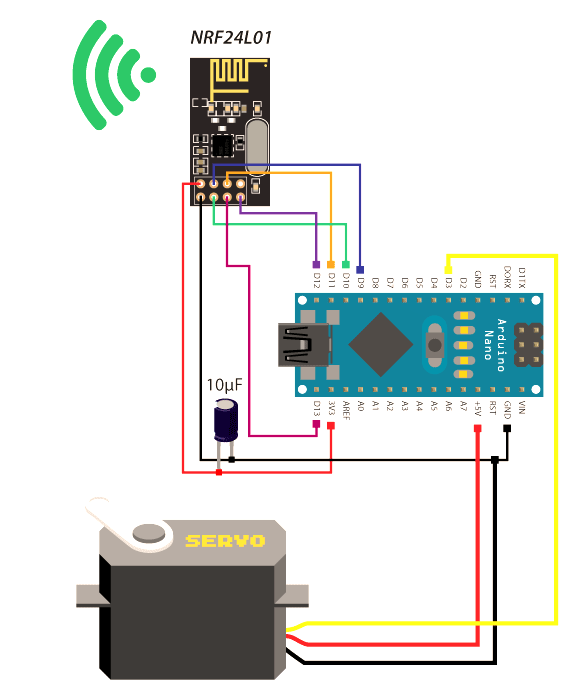 NRF24L01
D12
D11
D10
D9
D8
D7
D6
D5
D4
D3
D2
GND
RST
DORX
D1TX
Arduino
Nano
10µF
D13
3V3
AREF
A0
A1
A2
A3
A4
A5
A6
A7
+5V
RST
GND
VIN
SERVO